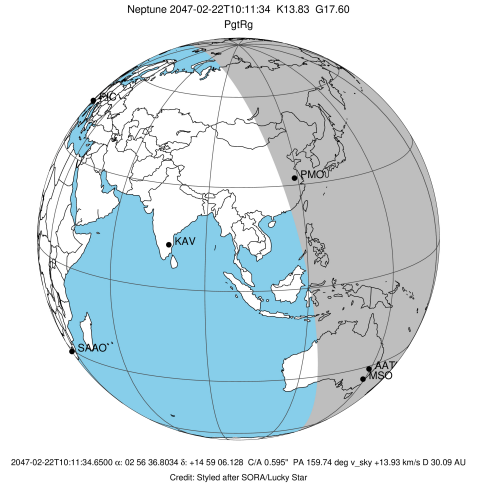 Neptune 2047-02-22T10:11:34 K13.83 G17.60
PgtRg
PIC
PMO
KAV
SAAO
AAT
MSO
2047-02-22T10:11:34.6500 α: 02 56 36.8034 δ: +14 59 06.128 C/A 0.595" PA 159.74 deg v_sky +13.93 km/s D 30.09 AU
Credit: Styled after SORA/Lucky Star